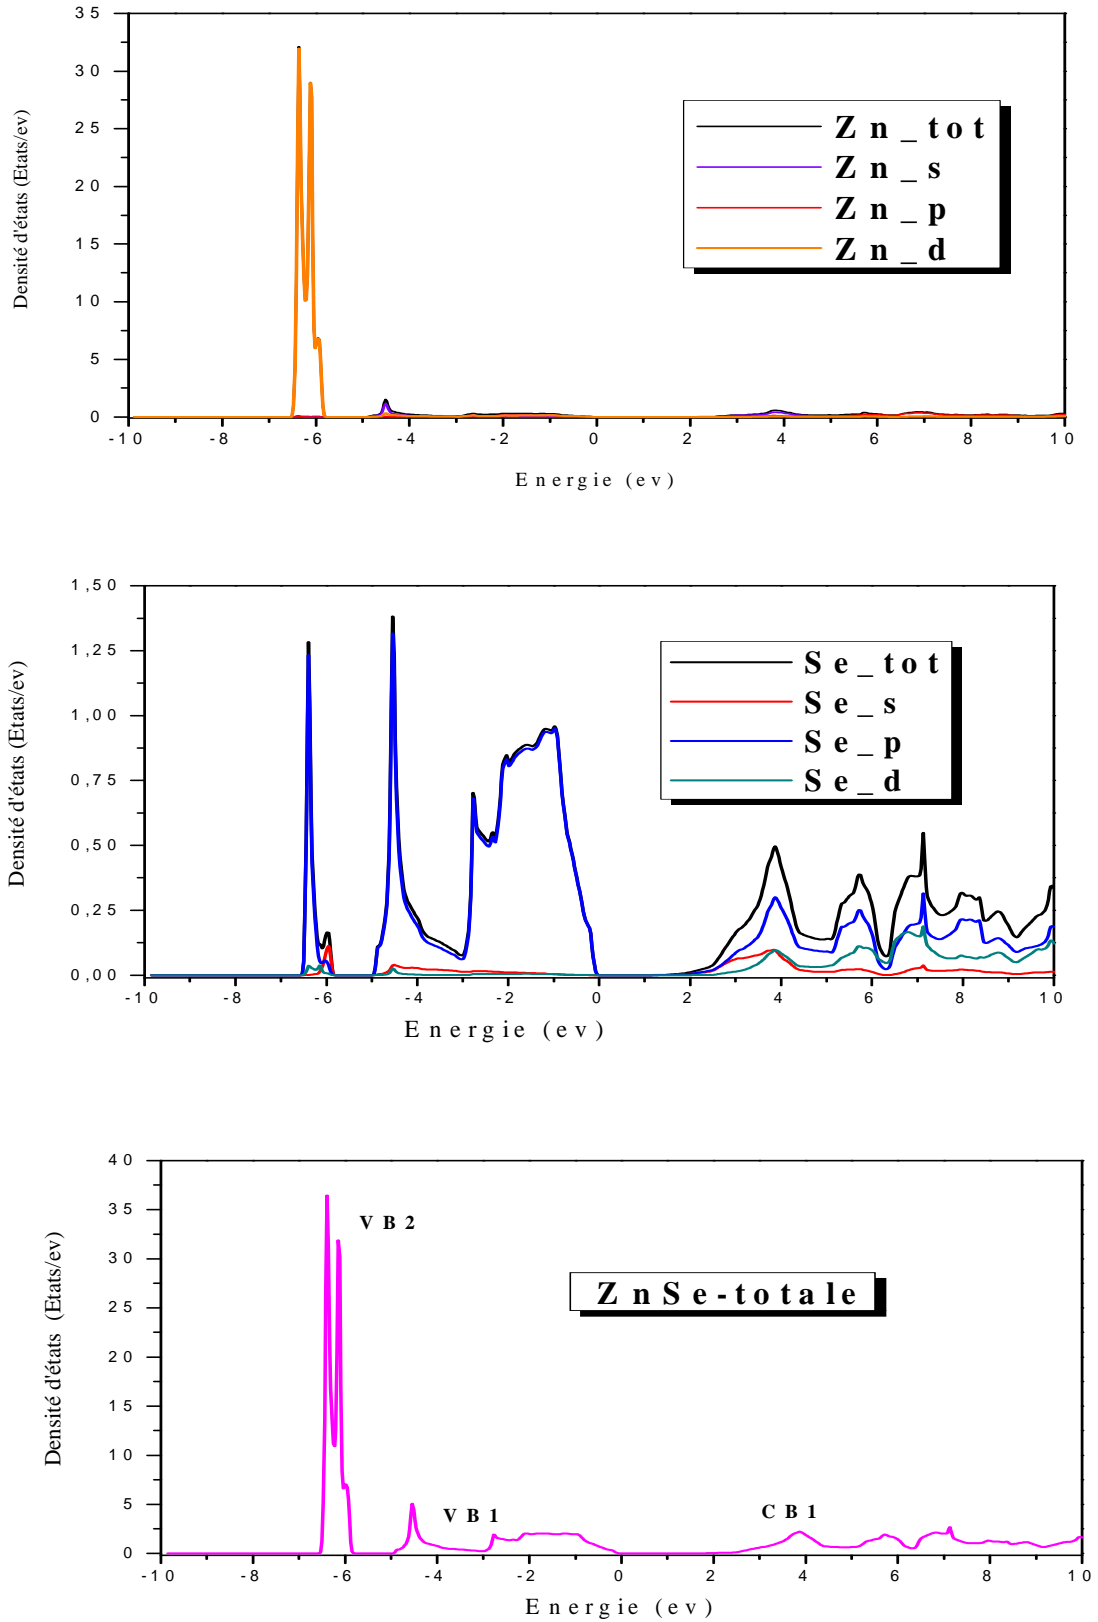 35
30
25
20
15
10
5
0
Densité d'états (Etats/ev)
Zn_tot
Zn_s
Zn_p
Zn_d
-10 -8 -6 -4 -2 0 2 4 6 8 10
Energie (ev)
1,50
1,25
1,00
0,75
0,50
0,25
0,00
Densité d'états (Etats/ev)
Se_tot
Se_s
Se_p
Se_d
-10 -8 -6 -4 -2 0 2 4 6 8 10
Energie (ev)
40
35
30
25
20
15
10
5
0
Densité d'états (Etats/ev)
VB2
ZnSe-totale
VB1
CB1
-10 -8 -6 -4 -2 0 2 4 6 8 10
Energie (ev)